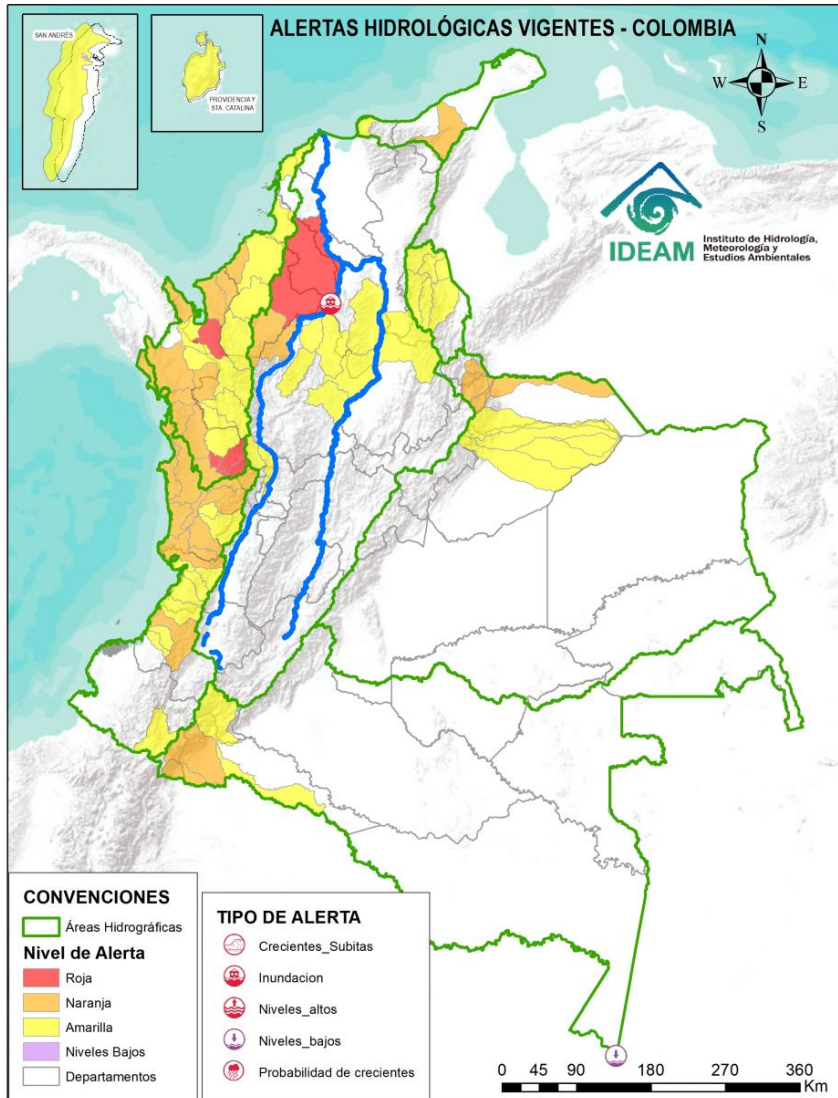 ALERTAS HIDROLÓGICAS VIGENTES - COLOMBIA
SAN ANDRÉS
PROVIDENCIA Y
STA. CATALINA
N
W
E
S
IDEAM
Instituto de Hidrología,
Meteorología y
Estudios Ambientales
CONVENCIONES
Áreas Hidrográficas
Nivel de Alerta
Roja
Naranja
Amarilla
Niveles Bajos
Departamentos
TIPO DE ALERTA
Crecientes_Subitas
Inundacion
Niveles_altos
Niveles_bajos
Probabilidad de crecientes
0 45 90 180 270 360
Km